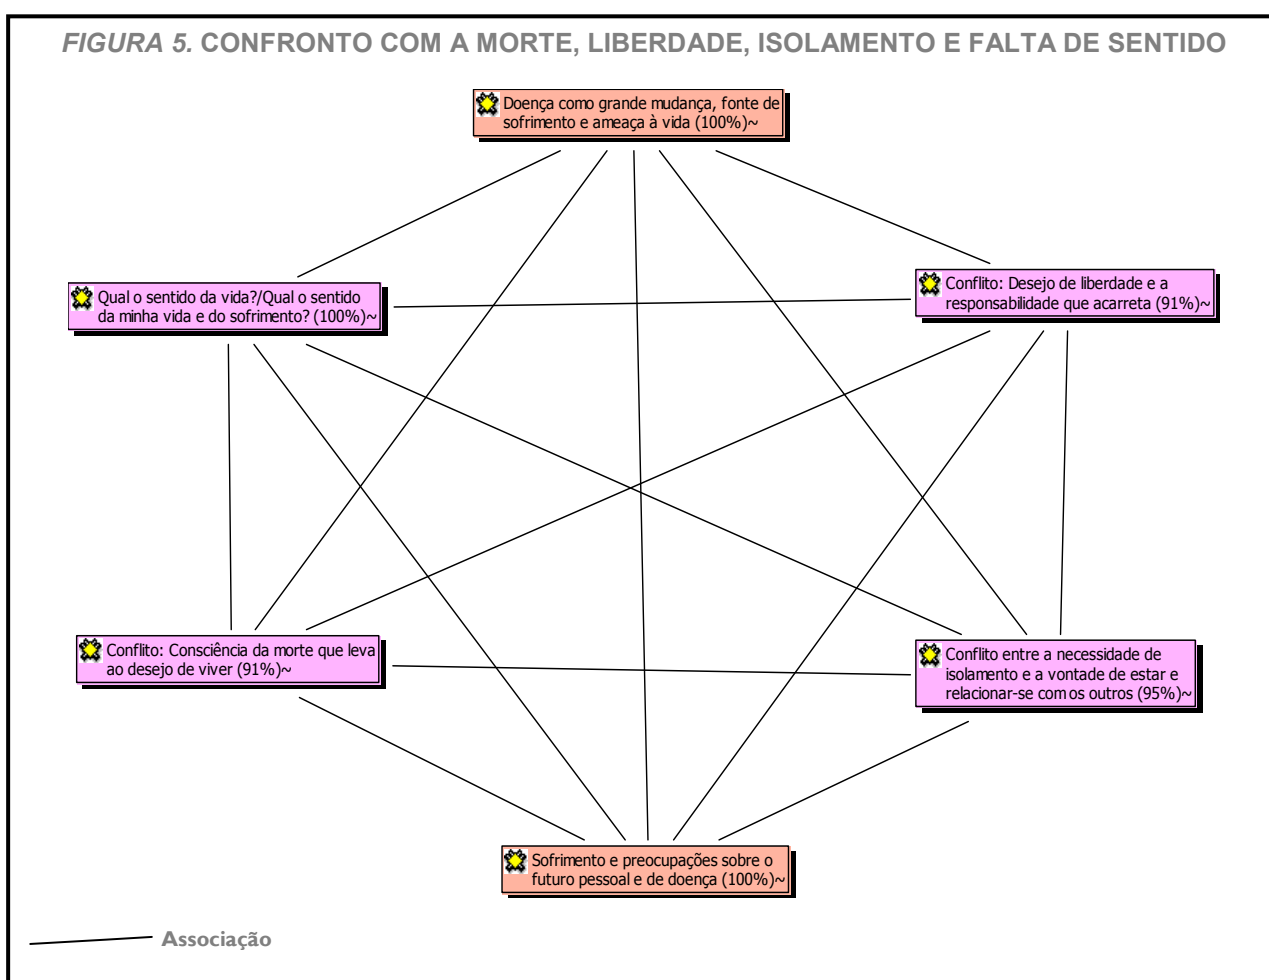 FIGURA 5. CONFRONTO COM A MORTE, LIBERDADE, ISOLAMENTO E FALTA DE SENTIDO
Doença como grande mudança, fonte de
sofrimento e ameaça à vida (100%)~
Qual o sentido da vida?/Qual o sentido
da minha vida e do sofrimento? (100%)~
Conflito: Desejo de liberdade e a
responsabilidade que acarreta (91%)~
Conflito: Consciência da morte que leva
ao desejo de viver (91%)~
Conflito entre a necessidade de
isolamento e a vontade de estar e
relacionar-se com os outros (95%)~
Sofrimento e preocupações sobre o
futuro pessoal e de doença (100%)~
Associação